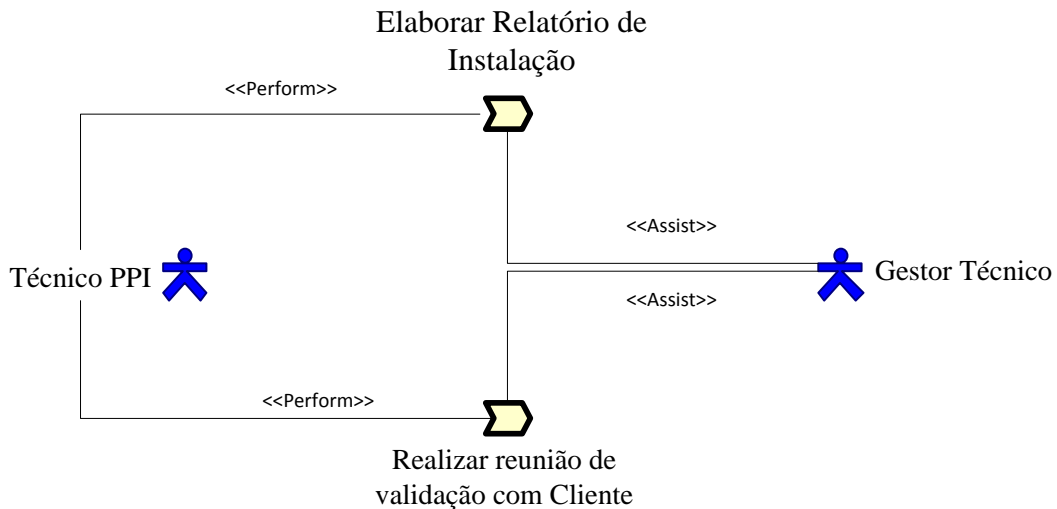 Elaborar Relatório de
Instalação
<<Perform>>
<<Assist>>
Técnico PPI
Gestor Técnico
<<Assist>>
<<Perform>>
Realizar reunião de
validação com Cliente